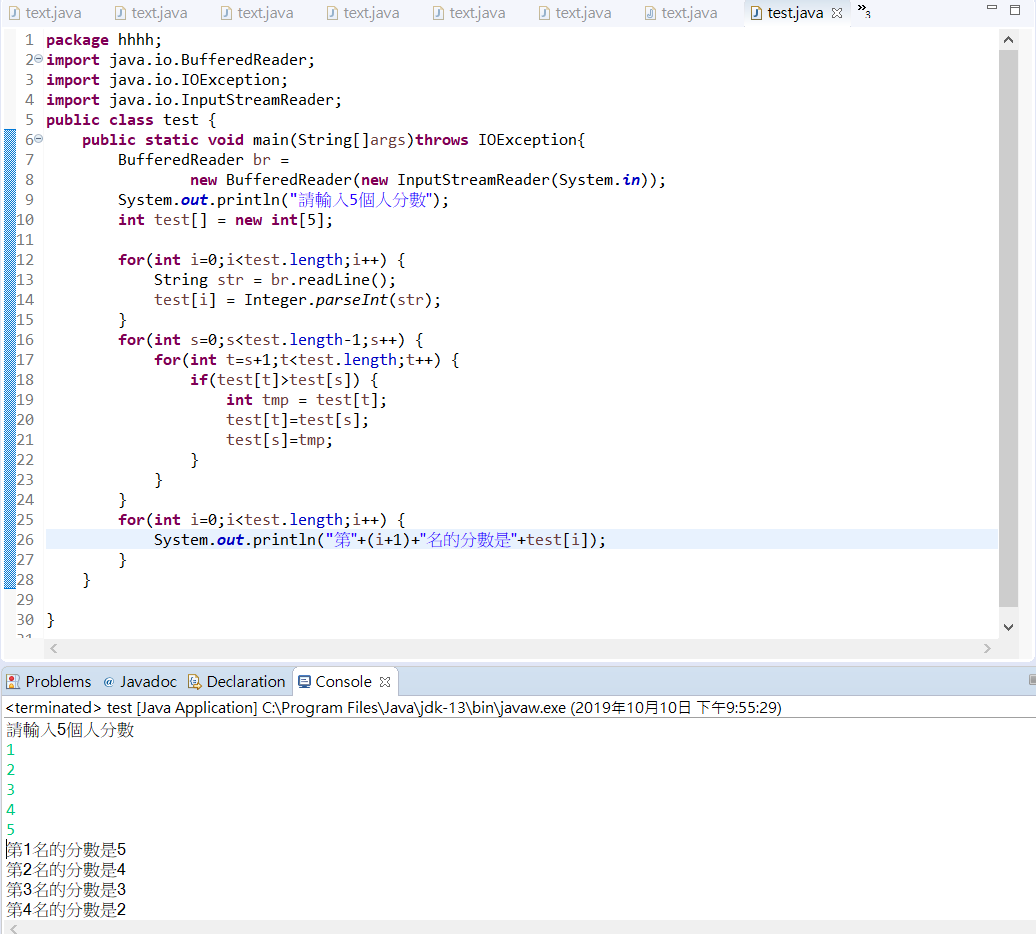 text.java text.java text.java text.java text.java text.java text.java test.java »3
1 package hhhh;
2 import java.io.BufferedReader;
3 import java.io.IOException;
4 import java.io.InputStreamReader;
5 public class test {
6 public static void main(String[]args)throws IOException{
7 BufferedReader br =
8 new BufferedReader(new InputStreamReader(System.in));
9 System.out.println("請輸入5個人分數");
10 int test[] = new int[5];
11
12 for(int i=0;i<test.length;i++) {
13 String str = br.readLine();
14 test[i] = Integer.parseInt(str);
15 }
16 for(int s=0;s<test.length-1;s++) {
17 for(int t=s+1;t<test.length;t++) {
18 if(test[t]>test[s]) {
19 int tmp = test[t];
20 test[t]=test[s];
21 test[s]=tmp;
22 }
23 }
24 }
25 for(int i=0;i<test.length;i++) {
26 System.out.println("第"+(i+1)+"名的分數是"+test[i]);
27 }
28 }
29
30 }
31
Problems @ Javadoc Declaration Console
<terminated> test [Java Application] C:\Program Files\Java\jdk-13\bin\javaw.exe (2019年10月10日 下午9:55:29)
請輸入5個人分數
1
2
3
4
5
第1名的分數是5
第2名的分數是4
第3名的分數是3
第4名的分數是2